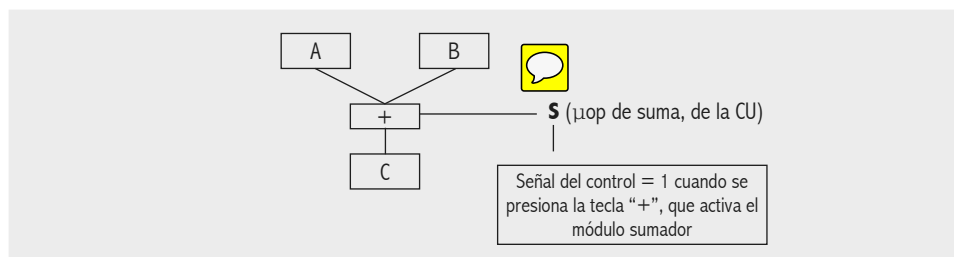 A
B
+
S (µop de suma, de la CU)
C
Señal del control = 1 cuando se
presiona la tecla “+”, que activa el
módulo sumador